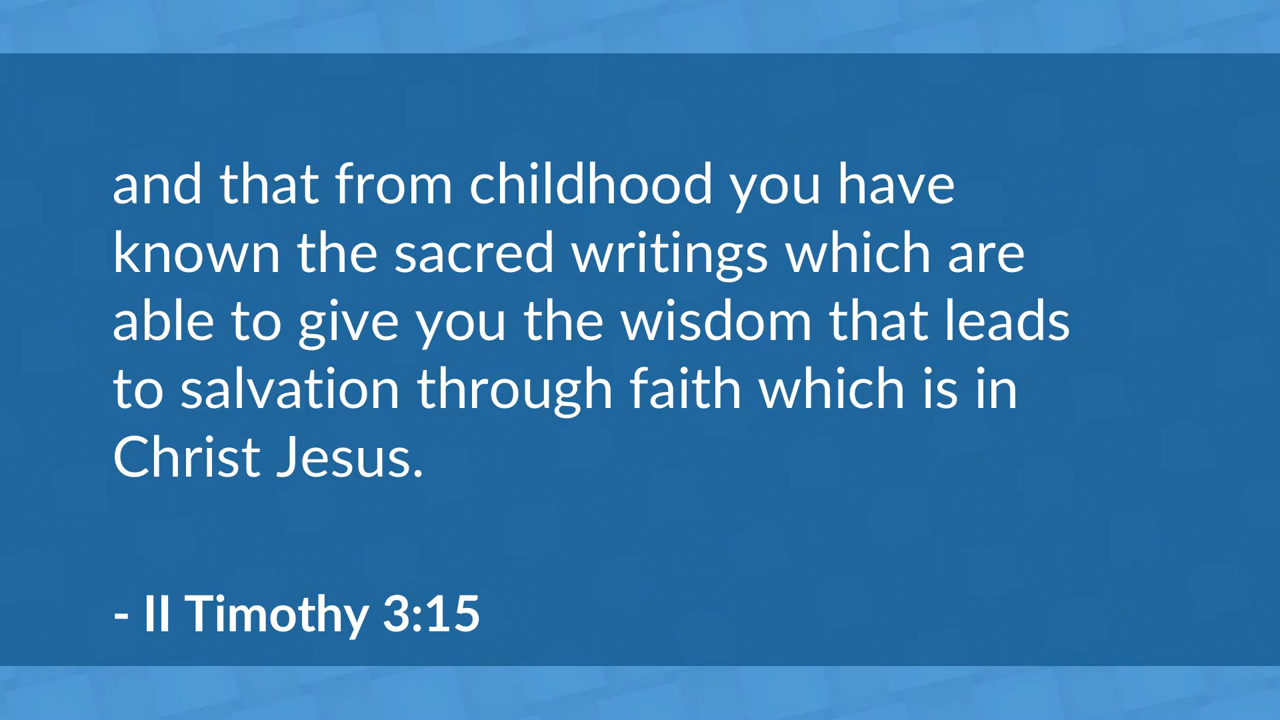 and that from childhood you have
known the sacred writings which are
able to give you the wisdom that leads
to salvation through faith which is in
Christ Jesus.
- II Timothy 3:15